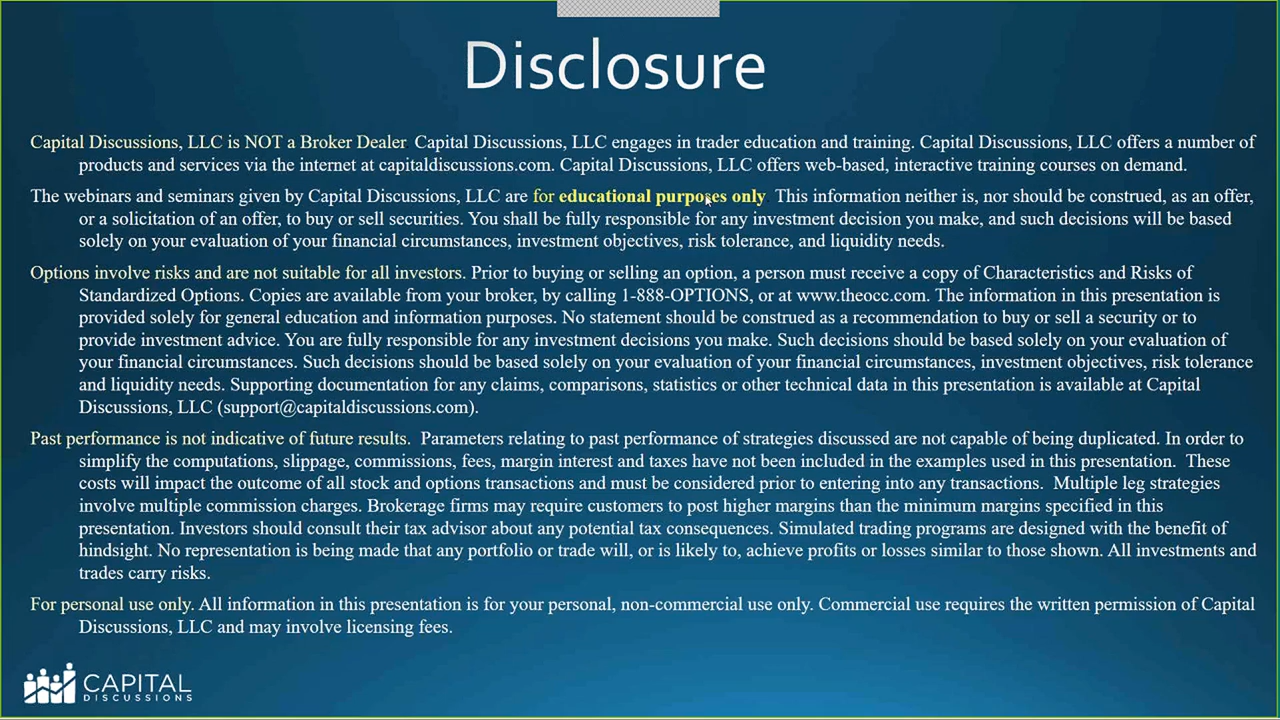 Disclosure
Capital Discussions, LLC is NOT a Broker Dealer. Capital Discussions, LLC engages in trader education and training. Capital Discussions, LLC offers a number of
products and services via the internet at capitaldiscussions.com. Capital Discussions, LLC offers web-based, interactive training courses on demand.
The webinars and seminars given by Capital Discussions, LLC are for educational purposes only. This information neither is, nor should be construed, as an offer,
or a solicitation of an offer, to buy or sell securities. You shall be fully responsible for any investment decision you make, and such decisions will be based
solely on your evaluation of your financial circumstances, investment objectives, risk tolerance, and liquidity needs.
Options involve risks and are not suitable for all investors. Prior to buying or selling an option, a person must receive a copy of Characteristics and Risks of
Standardized Options. Copies are available from your broker, by calling 1-888-OPTIONS, or at www.theocc.com. The information in this presentation is
provided solely for general education and information purposes. No statement should be construed as a recommendation to buy or sell a security or to
provide investment advice. You are fully responsible for any investment decisions you make. Such decisions should be based solely on your evaluation of
your financial circumstances. Such decisions should be based solely on your evaluation of your financial circumstances, investment objectives, risk tolerance
and liquidity needs. Supporting documentation for any claims, comparisons, statistics or other technical data in this presentation is available at Capital
Discussions, LLC (support@capitaldiscussions.com).
Past performance is not indicative of future results. Parameters relating to past performance of strategies discussed are not capable of being duplicated. In order to
simplify the computations, slippage, commissions, fees, margin interest and taxes have not been included in the examples used in this presentation. These
costs will impact the outcome of all stock and options transactions and must be considered prior to entering into any transactions. Multiple leg strategies
involve multiple commission charges. Brokerage firms may require customers to post higher margins than the minimum margins specified in this
presentation. Investors should consult their tax advisor about any potential tax consequences. Simulated trading programs are designed with the benefit of
hindsight. No representation is being made that any portfolio or trade will, or is likely to, achieve profits or losses similar to those shown. All investments and
trades carry risks.
For personal use only. All information in this presentation is for your personal, non-commercial use only. Commercial use requires the written permission of Capital
Discussions, LLC and may involve licensing fees.
CAPITAL
DISCUSSIONS